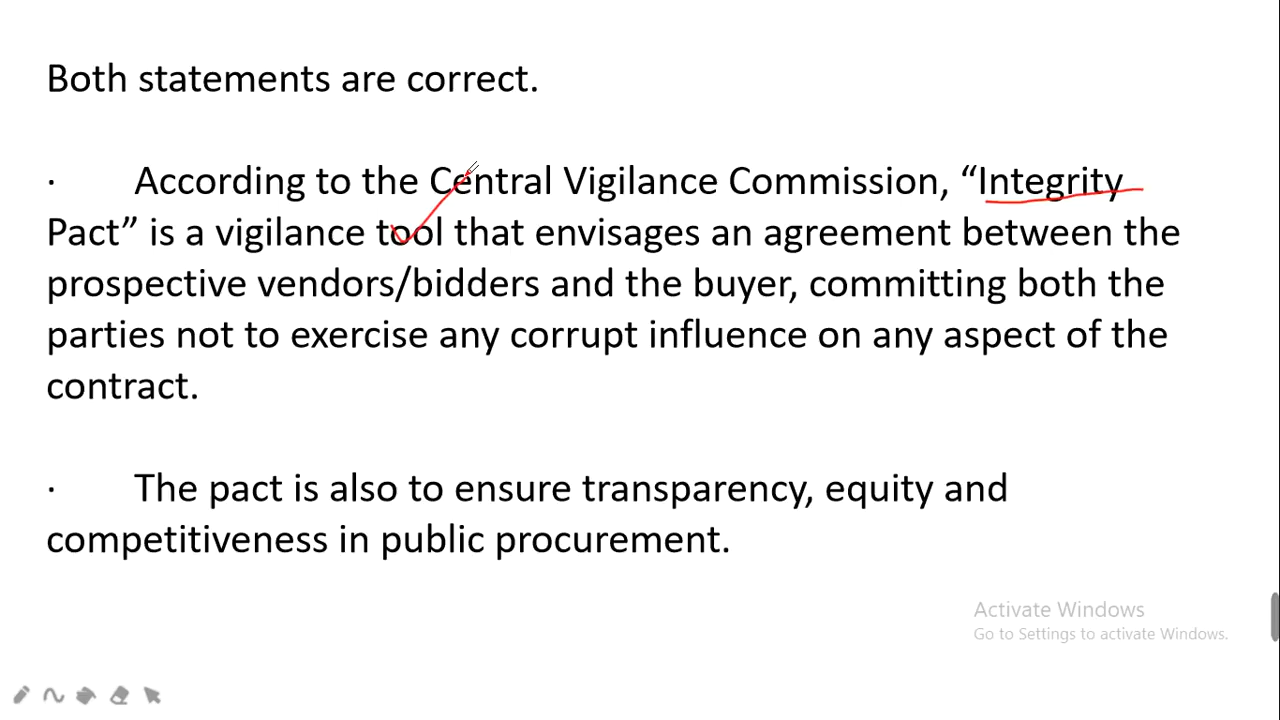 Both statements are correct.
· According to the Central Vigilance Commission, “Integrity
Pact” is a vigilance tool that envisages an agreement between the
prospective vendors/bidders and the buyer, committing both the
parties not to exercise any corrupt influence on any aspect of the
contract.
· The pact is also to ensure transparency, equity and
competitiveness in public procurement.
Activate Windows
Go to Settings to activate Windows.